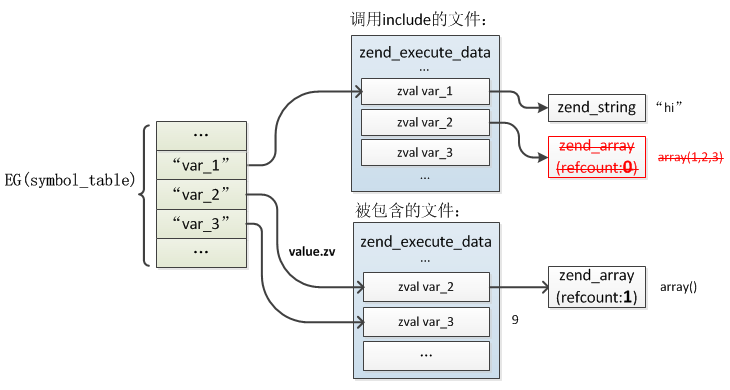 调用include的文件：
zend_execute_data
…
zval var_1
zval var_2
zval var_3
…
zend_string
“hi”
zend_array
(refcount:0)
array(1,2,3)
EG(symbol_table)
…
“var_1”
“var_2”
“var_3”
…
value.zv
被包含的文件：
zend_execute_data
…
zval var_2
zval var_3
…
zend_array
(refcount:1)
array()
9